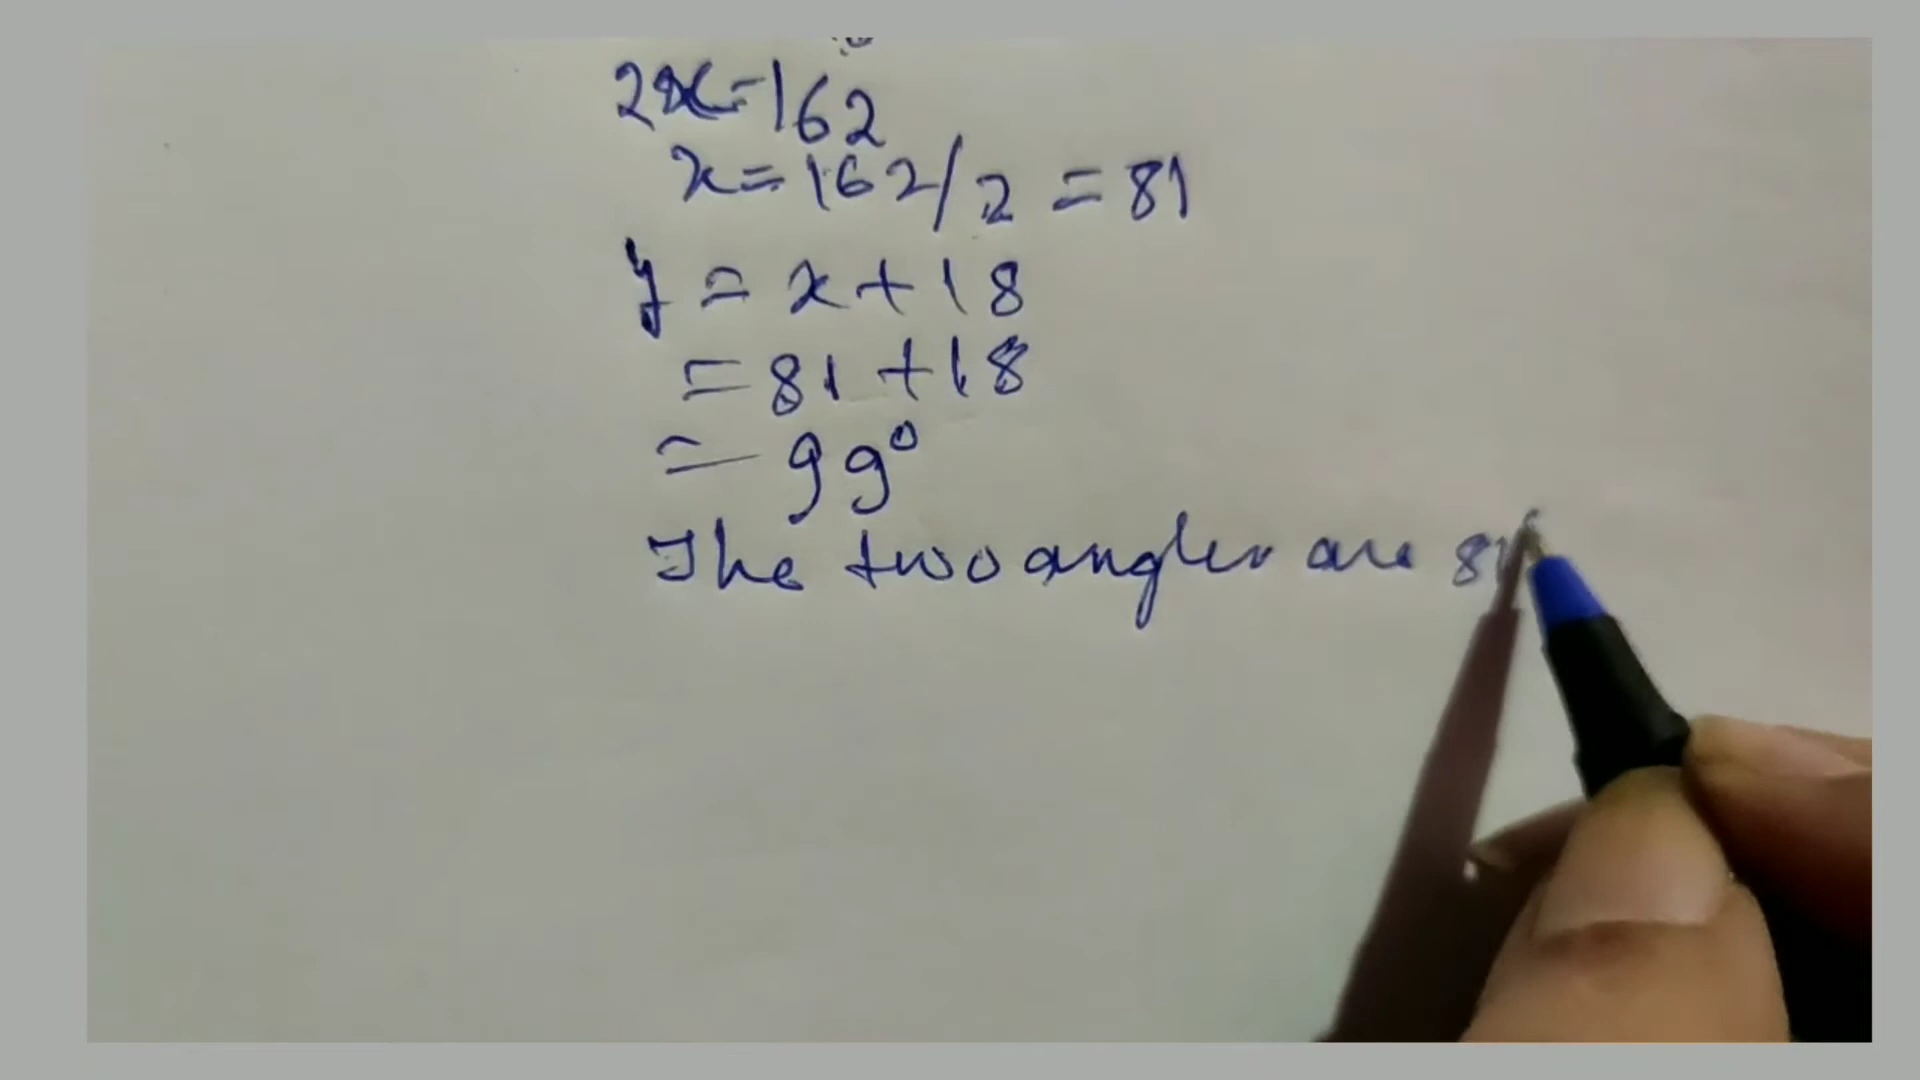 2x=162
x=162/2=81
y=x+18
=81+18
=99°
The two angles are 81